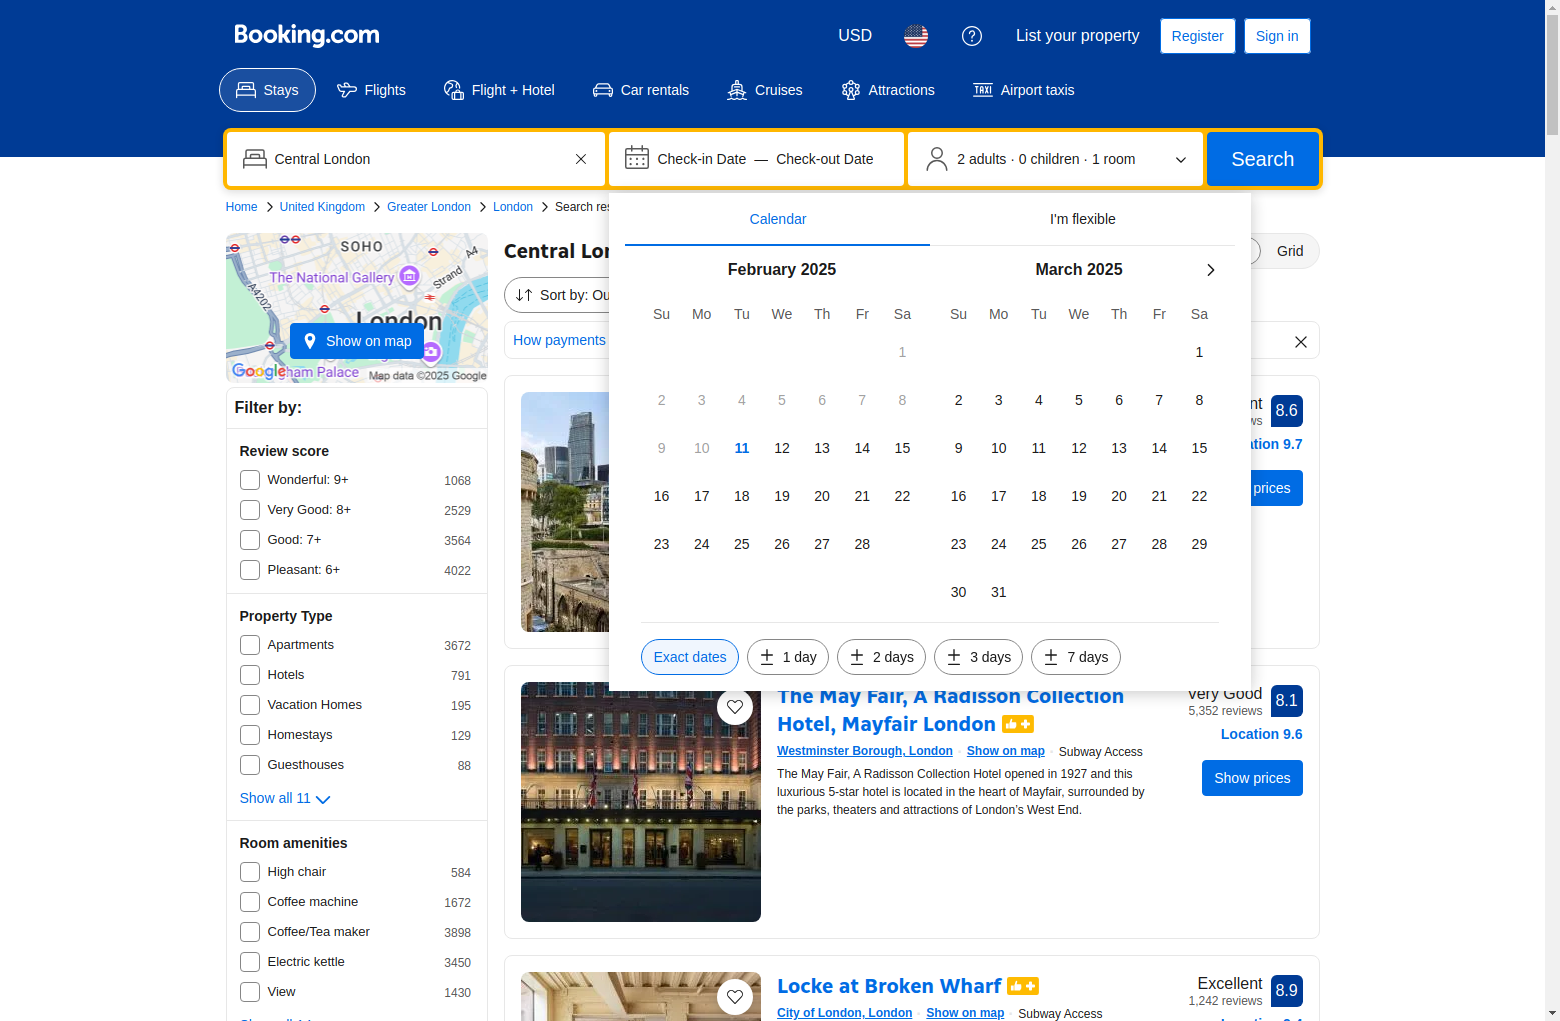 Booking.com
USD
List your property
Register
Sign in
Stays
Flights
Flight + Hotel
Car rentals
Cruises
Attractions
Airport taxis
Central London
Check-in Date — Check-out Date
2 adults · 0 children · 1 room
Search
Home
United Kingdom
Greater London
London
Search res
SOHO
The National Gallery
Strand
A4
A4202
London
Show on map
Google
ham Palace
Map data ©2025 Google
Central Lon
Grid
Sort by: Ou
How payments
Calendar
I'm flexible
February 2025
Su Mo Tu We Th Fr Sa
1
2 3 4 5 6 7 8
9 10 11 12 13 14 15
16 17 18 19 20 21 22
23 24 25 26 27 28
March 2025
Su Mo Tu We Th Fr Sa
1
2 3 4 5 6 7 8
9 10 11 12 13 14 15
16 17 18 19 20 21 22
23 24 25 26 27 28 29
30 31
Exact dates
1 day
2 days
3 days
7 days
Filter by:
Review score
Wonderful: 9+ 1068
Very Good: 8+ 2529
Good: 7+ 3564
Pleasant: 6+ 4022
Property Type
Apartments 3672
Hotels 791
Vacation Homes 195
Homestays 129
Guesthouses 88
Show all 11
Room amenities
High chair 584
Coffee machine 1672
Coffee/Tea maker 3898
Electric kettle 3450
View 1430
nt
ws
8.6
ation 9.7
prices
The May Fair, A Radisson Collection
Hotel, Mayfair London
Westminster Borough, London
Show on map
Subway Access
The May Fair, A Radisson Collection Hotel opened in 1927 and this
luxurious 5-star hotel is located in the heart of Mayfair, surrounded by
the parks, theaters and attractions of London’s West End.
Very Good
5,352 reviews
8.1
Location 9.6
Show prices
Locke at Broken Wharf
City of London, London
Show on map
Subway Access
Excellent
1,242 reviews
8.9